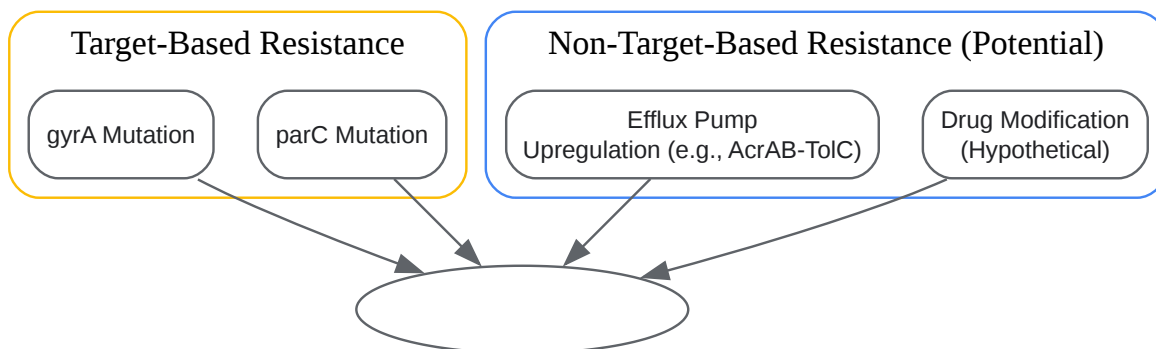 Target-Based Resistance
Non-Target-Based Resistance (Potential)
gyrA Mutation
parC Mutation
Efflux Pump
Upregulation (e.g., AcrAB-TolC)
Drug Modification
(Hypothetical)